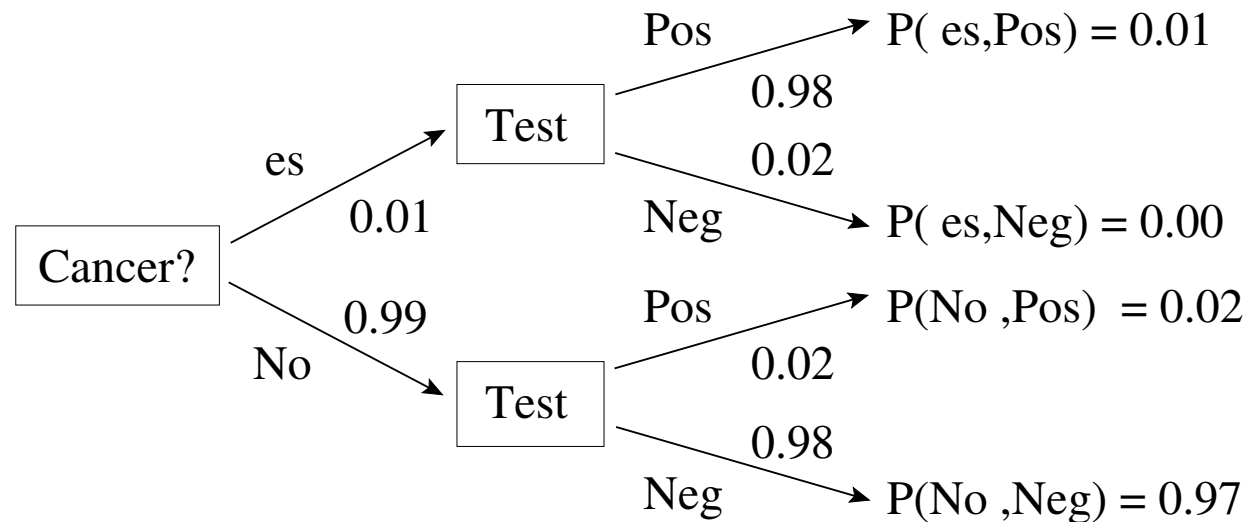 Pos
P( es,Pos) = 0.01
0.98
Test
es
0.02
0.01
Neg
P( es,Neg) = 0.00
Cancer?
0.99
Pos
P(No ,Pos) = 0.02
No
0.02
Test
0.98
Neg
P(No ,Neg) = 0.97